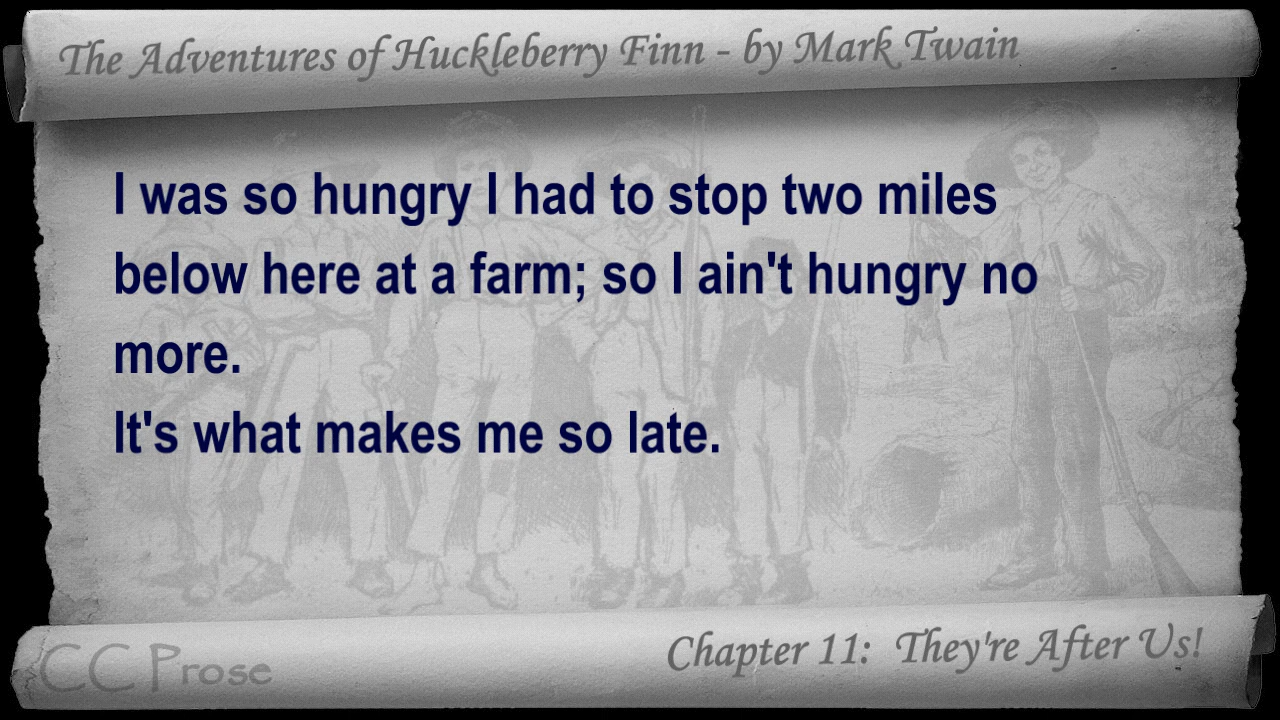 The Adventures of Huckleberry Finn - by Mark Twain
I was so hungry I had to stop two miles
below here at a farm; so I ain't hungry no
more.
It's what makes me so late.
CC Prose
Chapter 11: They're After Us!